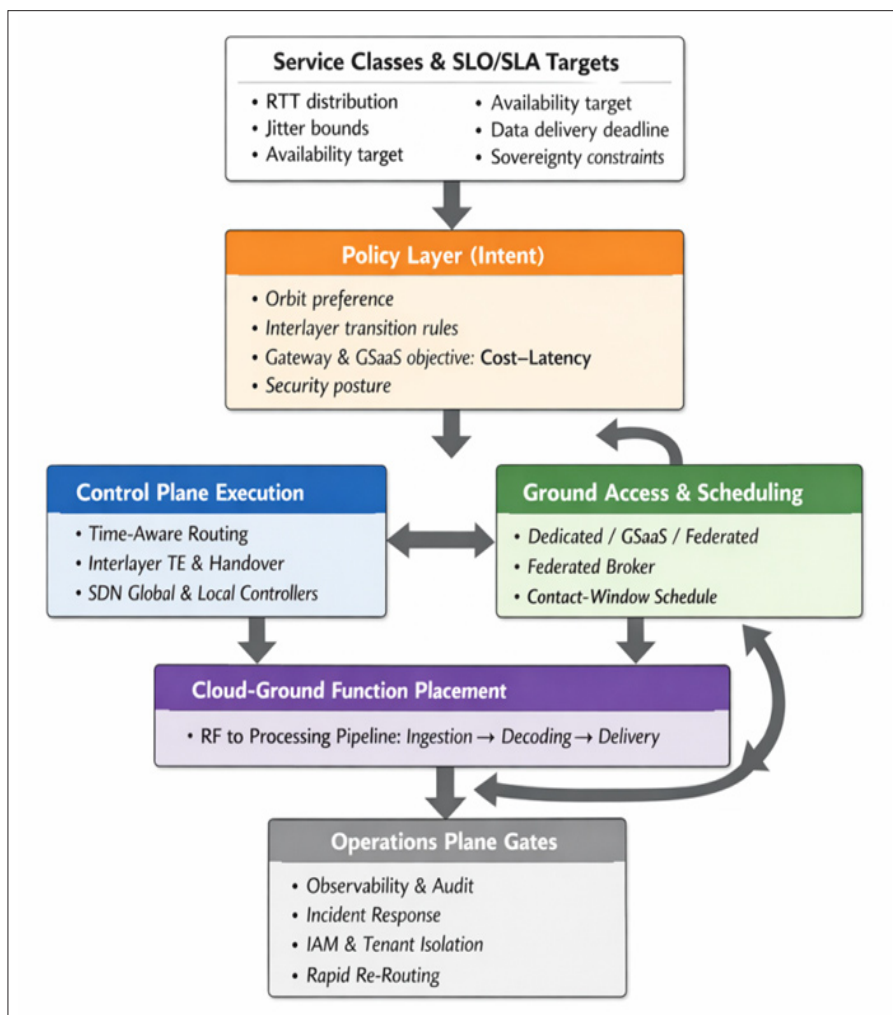 Service Classes & SLO/SLA Targets
• RTT distribution
• Jitter bounds
• Availability target
• Availability target
• Data delivery deadline
• Sovereignty constraints
Policy Layer (Intent)
• Orbit preference
• Interlayer transition rules
• Gateway & GSaaS objective: Cost–Latency
• Security posture
Control Plane Execution
• Time-Aware Routing
• Interlayer TE & Handover
• SDN Global & Local Controllers
Ground Access & Scheduling
• Dedicated / GSaaS / Federated
• Federated Broker
• Contact-Window Schedule
Cloud-Ground Function Placement
• RF to Processing Pipeline: Ingestion → Decoding → Delivery
Operations Plane Gates
• Observability & Audit
• Incident Response
• IAM & Tenant Isolation
• Rapid Re-Routing